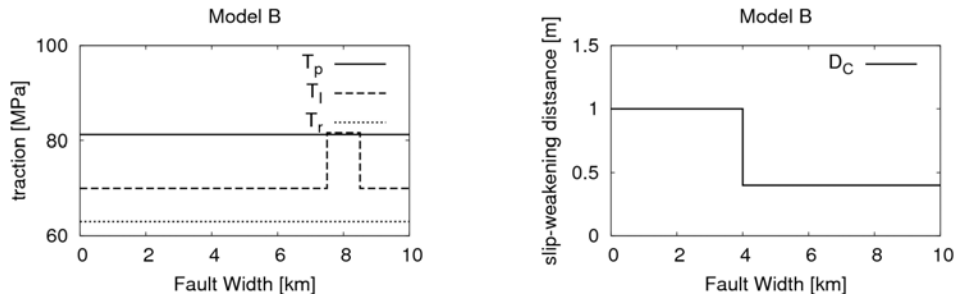 Model B
traction [MPa]
100
80
60
T_p
T_l
T_r
0 2 4 6 8 10
Fault Width [km]
Model B
slip-weakening distsance [m]
1.5
1
0.5
0
D_C
0 2 4 6 8 10
Fault Width [km]